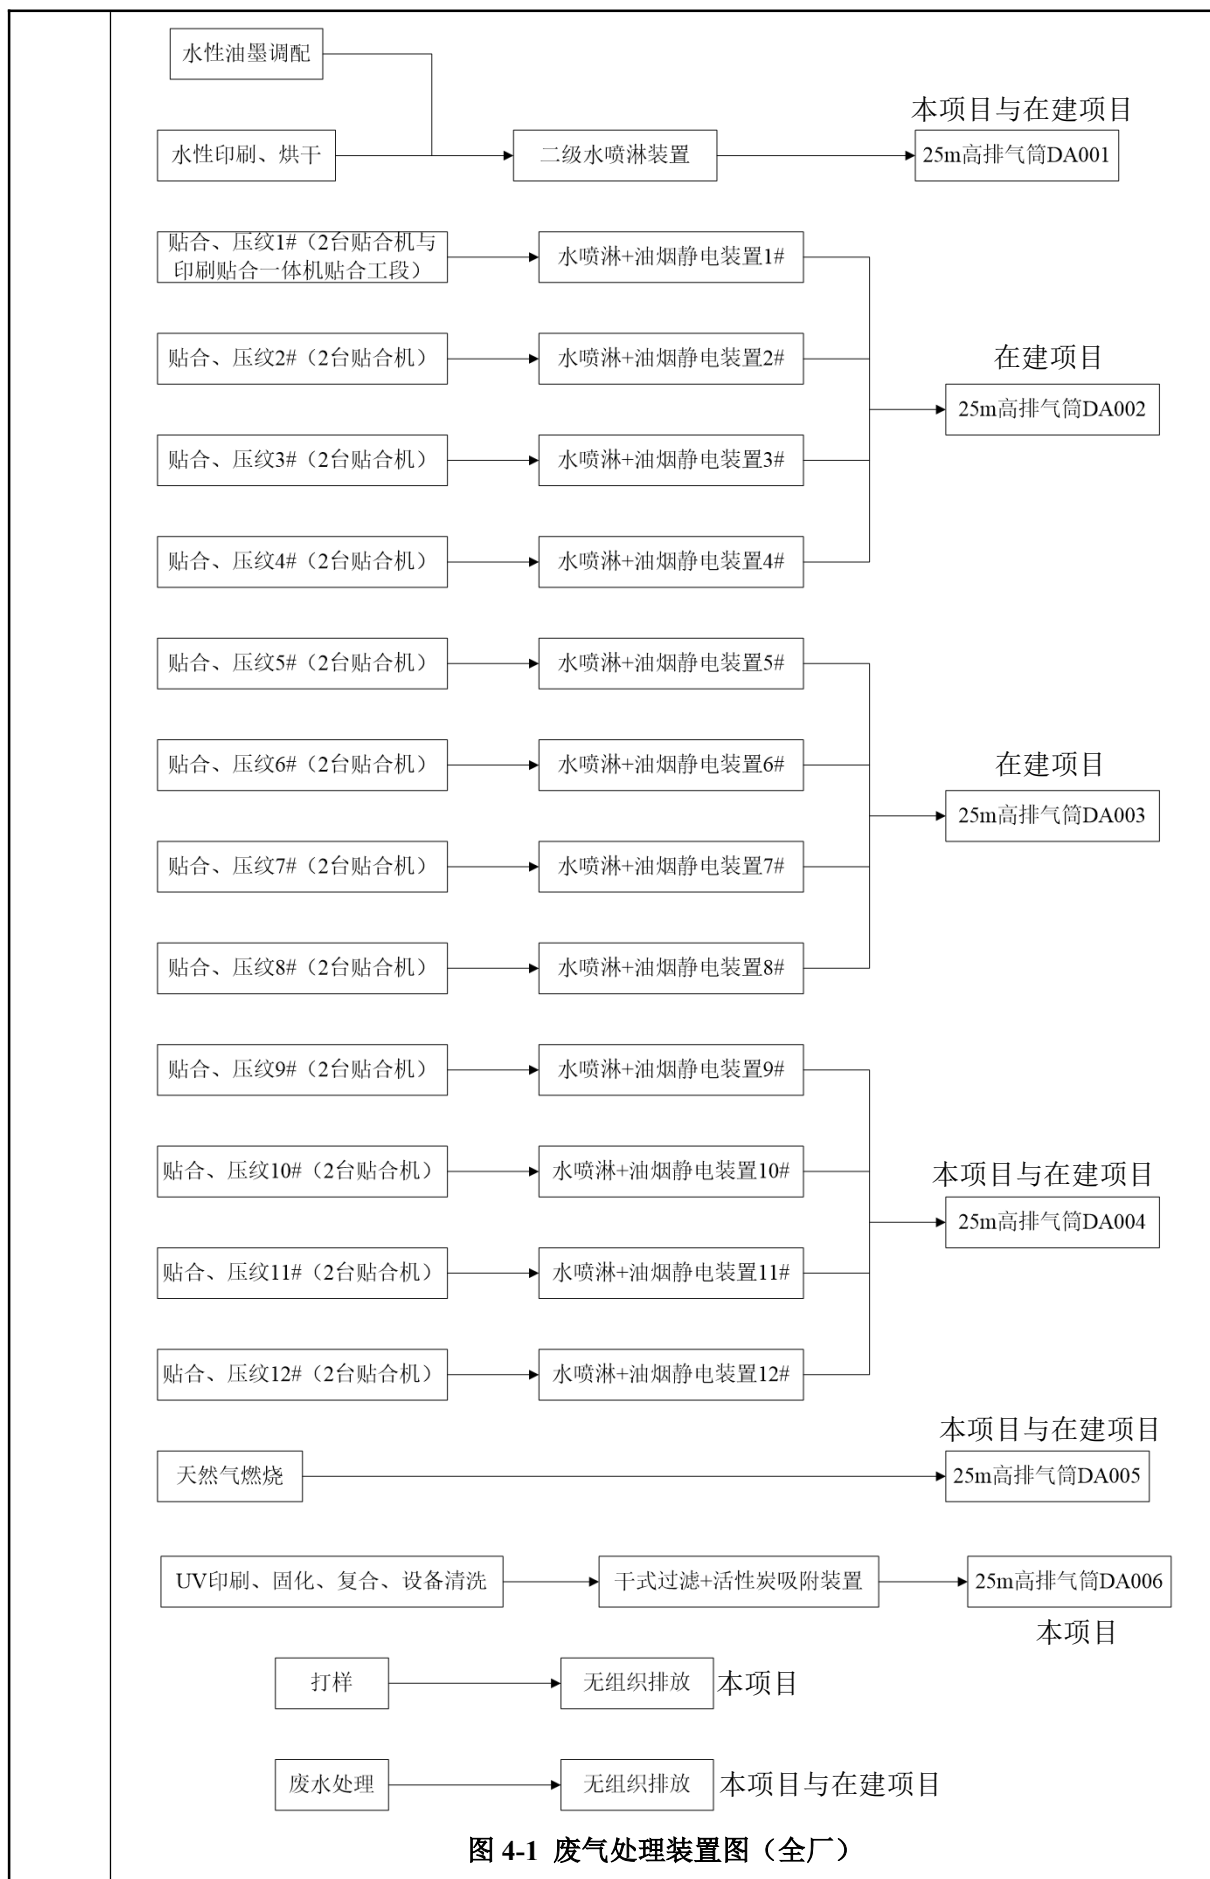 水性油墨调配
本项目与在建项目
水性印刷、烘干
二级水喷淋装置
25m高排气筒DA001
贴合、压纹1#（2台贴合机与
印刷贴合一体机贴合工段）
水喷淋+油烟静电装置1#
贴合、压纹2#（2台贴合机）
水喷淋+油烟静电装置2#
在建项目
25m高排气筒DA002
贴合、压纹3#（2台贴合机）
水喷淋+油烟静电装置3#
贴合、压纹4#（2台贴合机）
水喷淋+油烟静电装置4#
贴合、压纹5#（2台贴合机）
水喷淋+油烟静电装置5#
贴合、压纹6#（2台贴合机）
水喷淋+油烟静电装置6#
在建项目
25m高排气筒DA003
贴合、压纹7#（2台贴合机）
水喷淋+油烟静电装置7#
贴合、压纹8#（2台贴合机）
水喷淋+油烟静电装置8#
贴合、压纹9#（2台贴合机）
水喷淋+油烟静电装置9#
贴合、压纹10#（2台贴合机）
水喷淋+油烟静电装置10#
本项目与在建项目
25m高排气筒DA004
贴合、压纹11#（2台贴合机）
水喷淋+油烟静电装置11#
贴合、压纹12#（2台贴合机）
水喷淋+油烟静电装置12#
本项目与在建项目
天然气燃烧
25m高排气筒DA005
UV印刷、固化、复合、设备清洗
干式过滤+活性炭吸附装置
25m高排气筒DA006
本项目
打样
无组织排放
本项目
废水处理
无组织排放
本项目与在建项目
图 4-1 废气处理装置图（全厂）